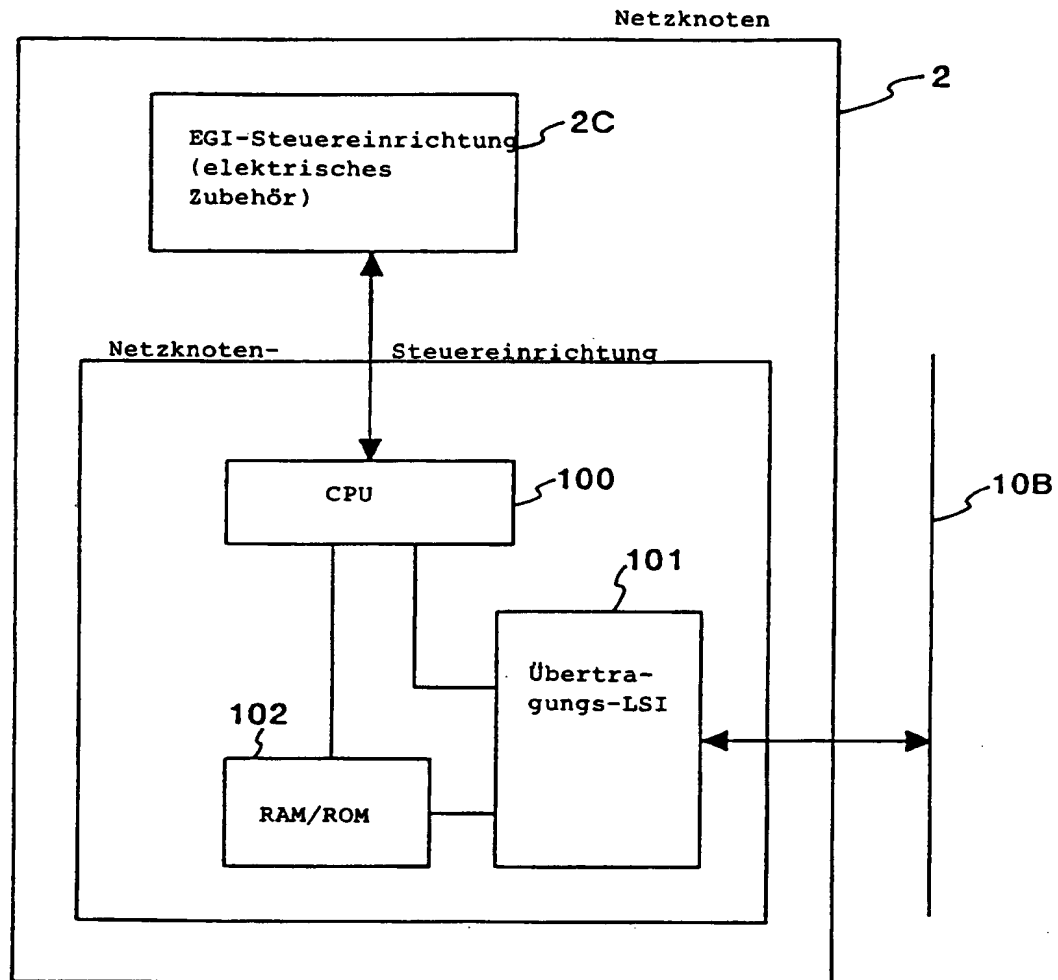 Netzknoten
2
2C
EGI-Steuereinrichtung
(elektrisches
Zubehör)
Netzknoten- Steuereinrichtung
CPU
100
10B
101
Übertra-
gungs-LSI
102
RAM/ROM